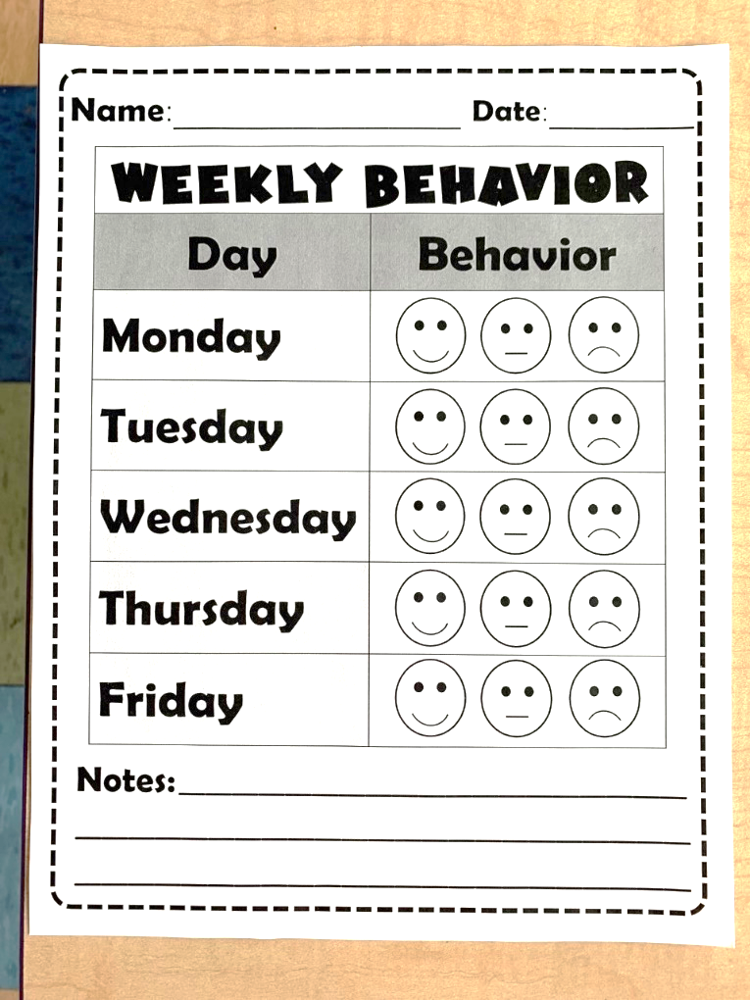 Name: Date:
WEEKLY BEHAVIOR
Day Behavior
Monday
Tuesday
Wednesday
Thursday
Friday
Notes: